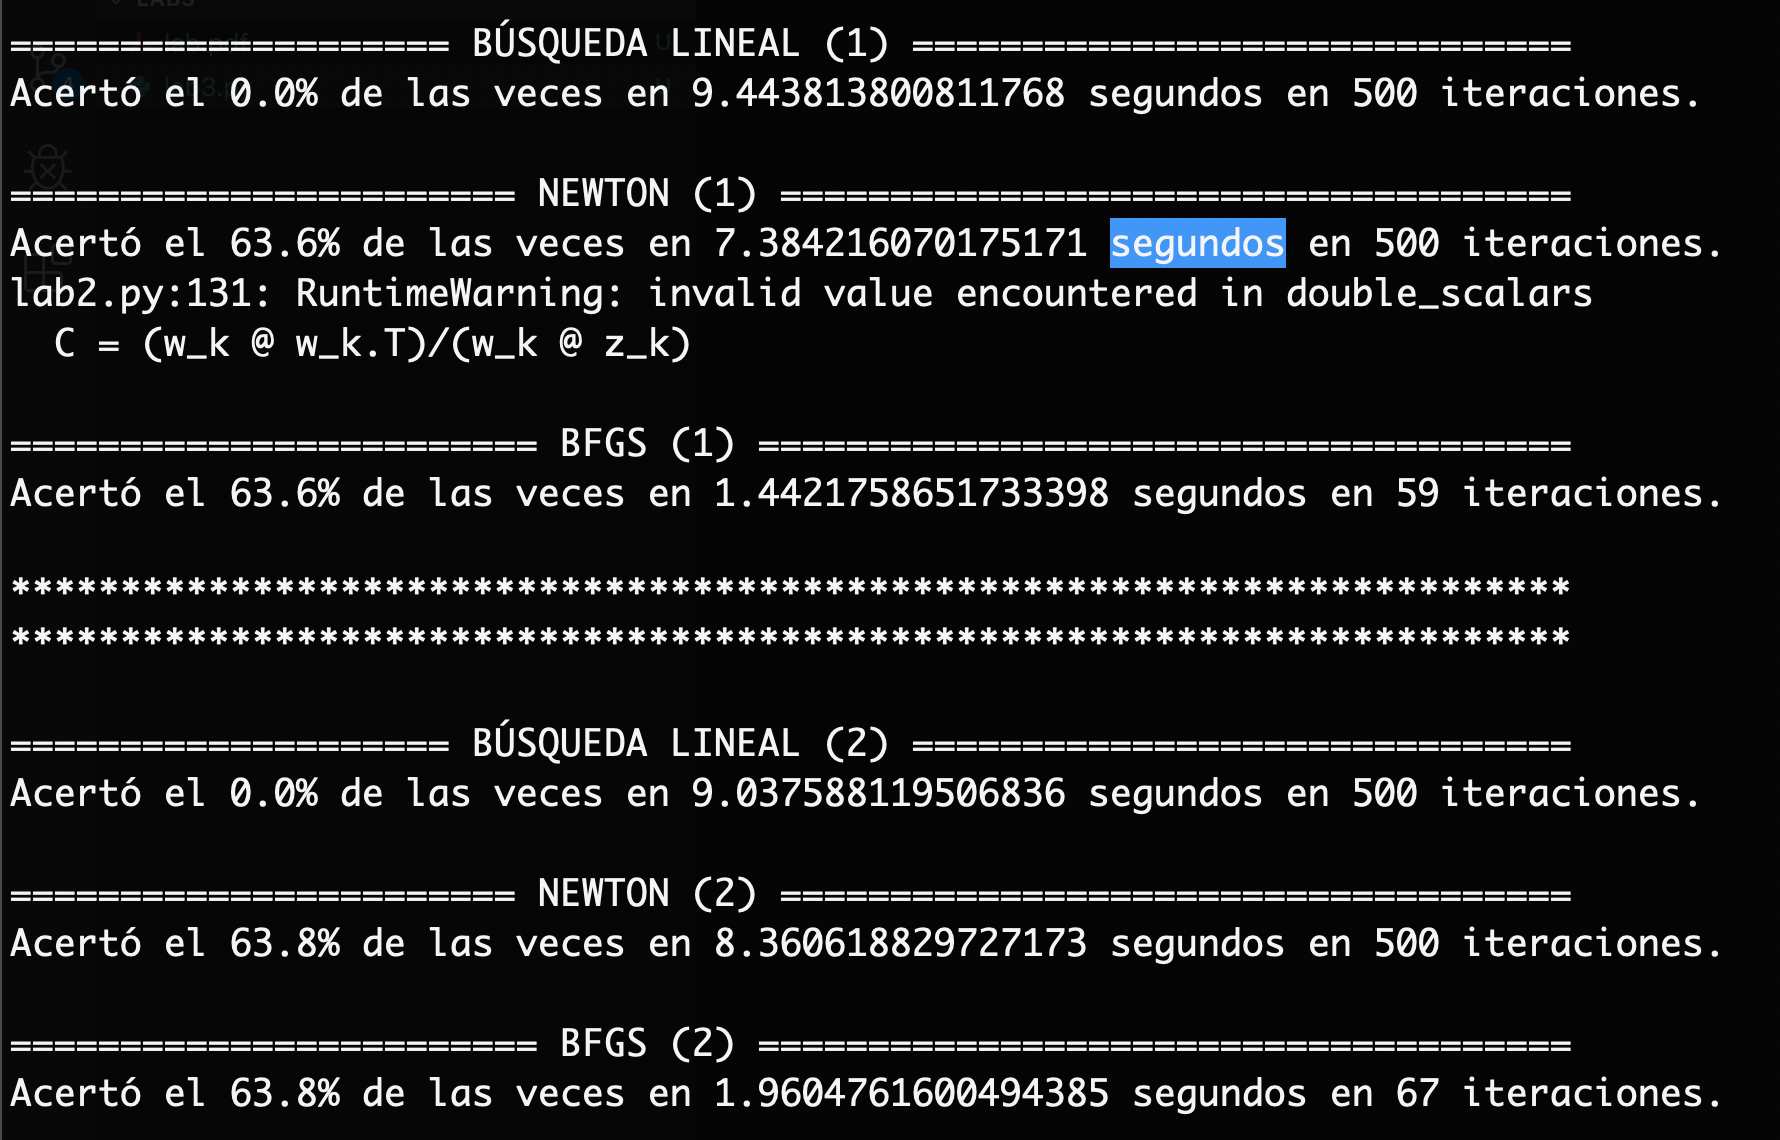 LABS
==================== BÚSQUEDA LINEAL (1) ==============================
Acertó el 0.0% de las veces en 9.443813800811768 segundos en 500 iteraciones.
======================= NEWTON (1) ====================================
Acertó el 63.6% de las veces en 7.384216070175171 segundos en 500 iteraciones.
lab2.py:131: RuntimeWarning: invalid value encountered in double_scalars
  C = (w_k @ w_k.T)/(w_k @ z_k)
======================== BFGS (1) =====================================
Acertó el 63.6% de las veces en 1.4421758651733398 segundos en 59 iteraciones.
***********************************************************************
***********************************************************************
==================== BÚSQUEDA LINEAL (2) ==============================
Acertó el 0.0% de las veces en 9.037588119506836 segundos en 500 iteraciones.
======================= NEWTON (2) ====================================
Acertó el 63.8% de las veces en 8.360618829727173 segundos en 500 iteraciones.
======================== BFGS (2) =====================================
Acertó el 63.8% de las veces en 1.9604761600494385 segundos en 67 iteraciones.